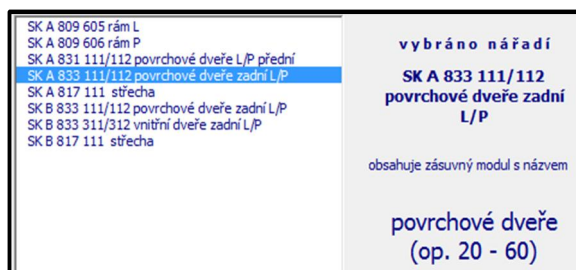 SK A 809 605 rám L
SK A 809 606 rám P
SK A 831 111/112 povrchové dveře L/P přední
SK A 833 111/112 povrchové dveře zadní L/P
SK A 817 111  střecha
SK B 833 111/112 povrchové dveře zadní L/P
SK B 833 311/312 vnitřní dveře zadní L/P
SK B 817 111  střecha
vybráno nářadí
SK A 833 111/112
povrchové dveře zadní
L/P
obsahuje zásuvný modul s názvem
povrchové dveře
(op. 20 - 60)